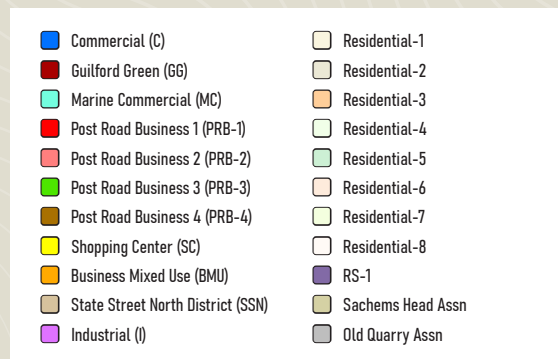 Commercial (C)
Guilford Green (GG)
Marine Commercial (MC)
Post Road Business 1 (PRB-1)
Post Road Business 2 (PRB-2)
Post Road Business 3 (PRB-3)
Post Road Business 4 (PRB-4)
Shopping Center (SC)
Business Mixed Use (BMU)
State Street North District (SSN)
Industrial (I)
Residential-1
Residential-2
Residential-3
Residential-4
Residential-5
Residential-6
Residential-7
Residential-8
RS-1
Sachems Head Assn
Old Quarry Assn